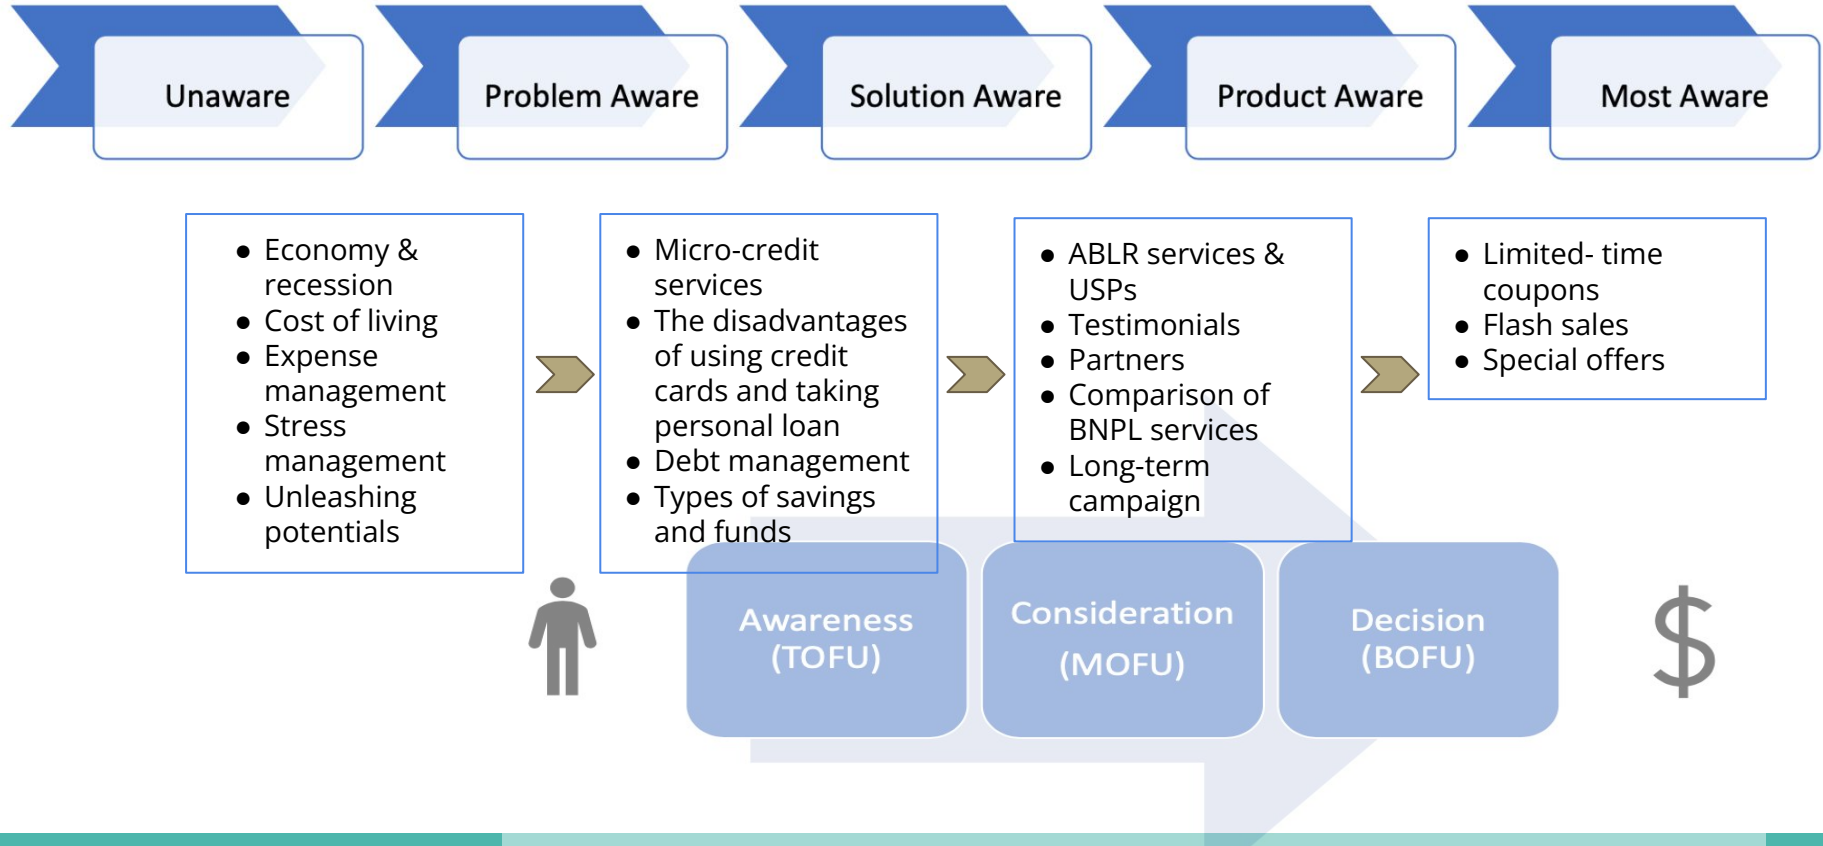 Unaware
Problem Aware
Solution Aware
Product Aware
Most Aware
● Economy &
recession
● Cost of living
● Expense
management
● Stress
management
● Unleashing
potentials
● Micro-credit
services
● The disadvantages
of using credit
cards and taking
personal loan
● Debt management
● Types of savings
and funds
● ABLR services &
USPs
● Testimonials
● Partners
● Comparison of
BNPL services
● Long-term
campaign
● Limited- time
coupons
● Flash sales
● Special offers
Awareness
(TOFU)
Consideration
(MOFU)
Decision
(BOFU)
$